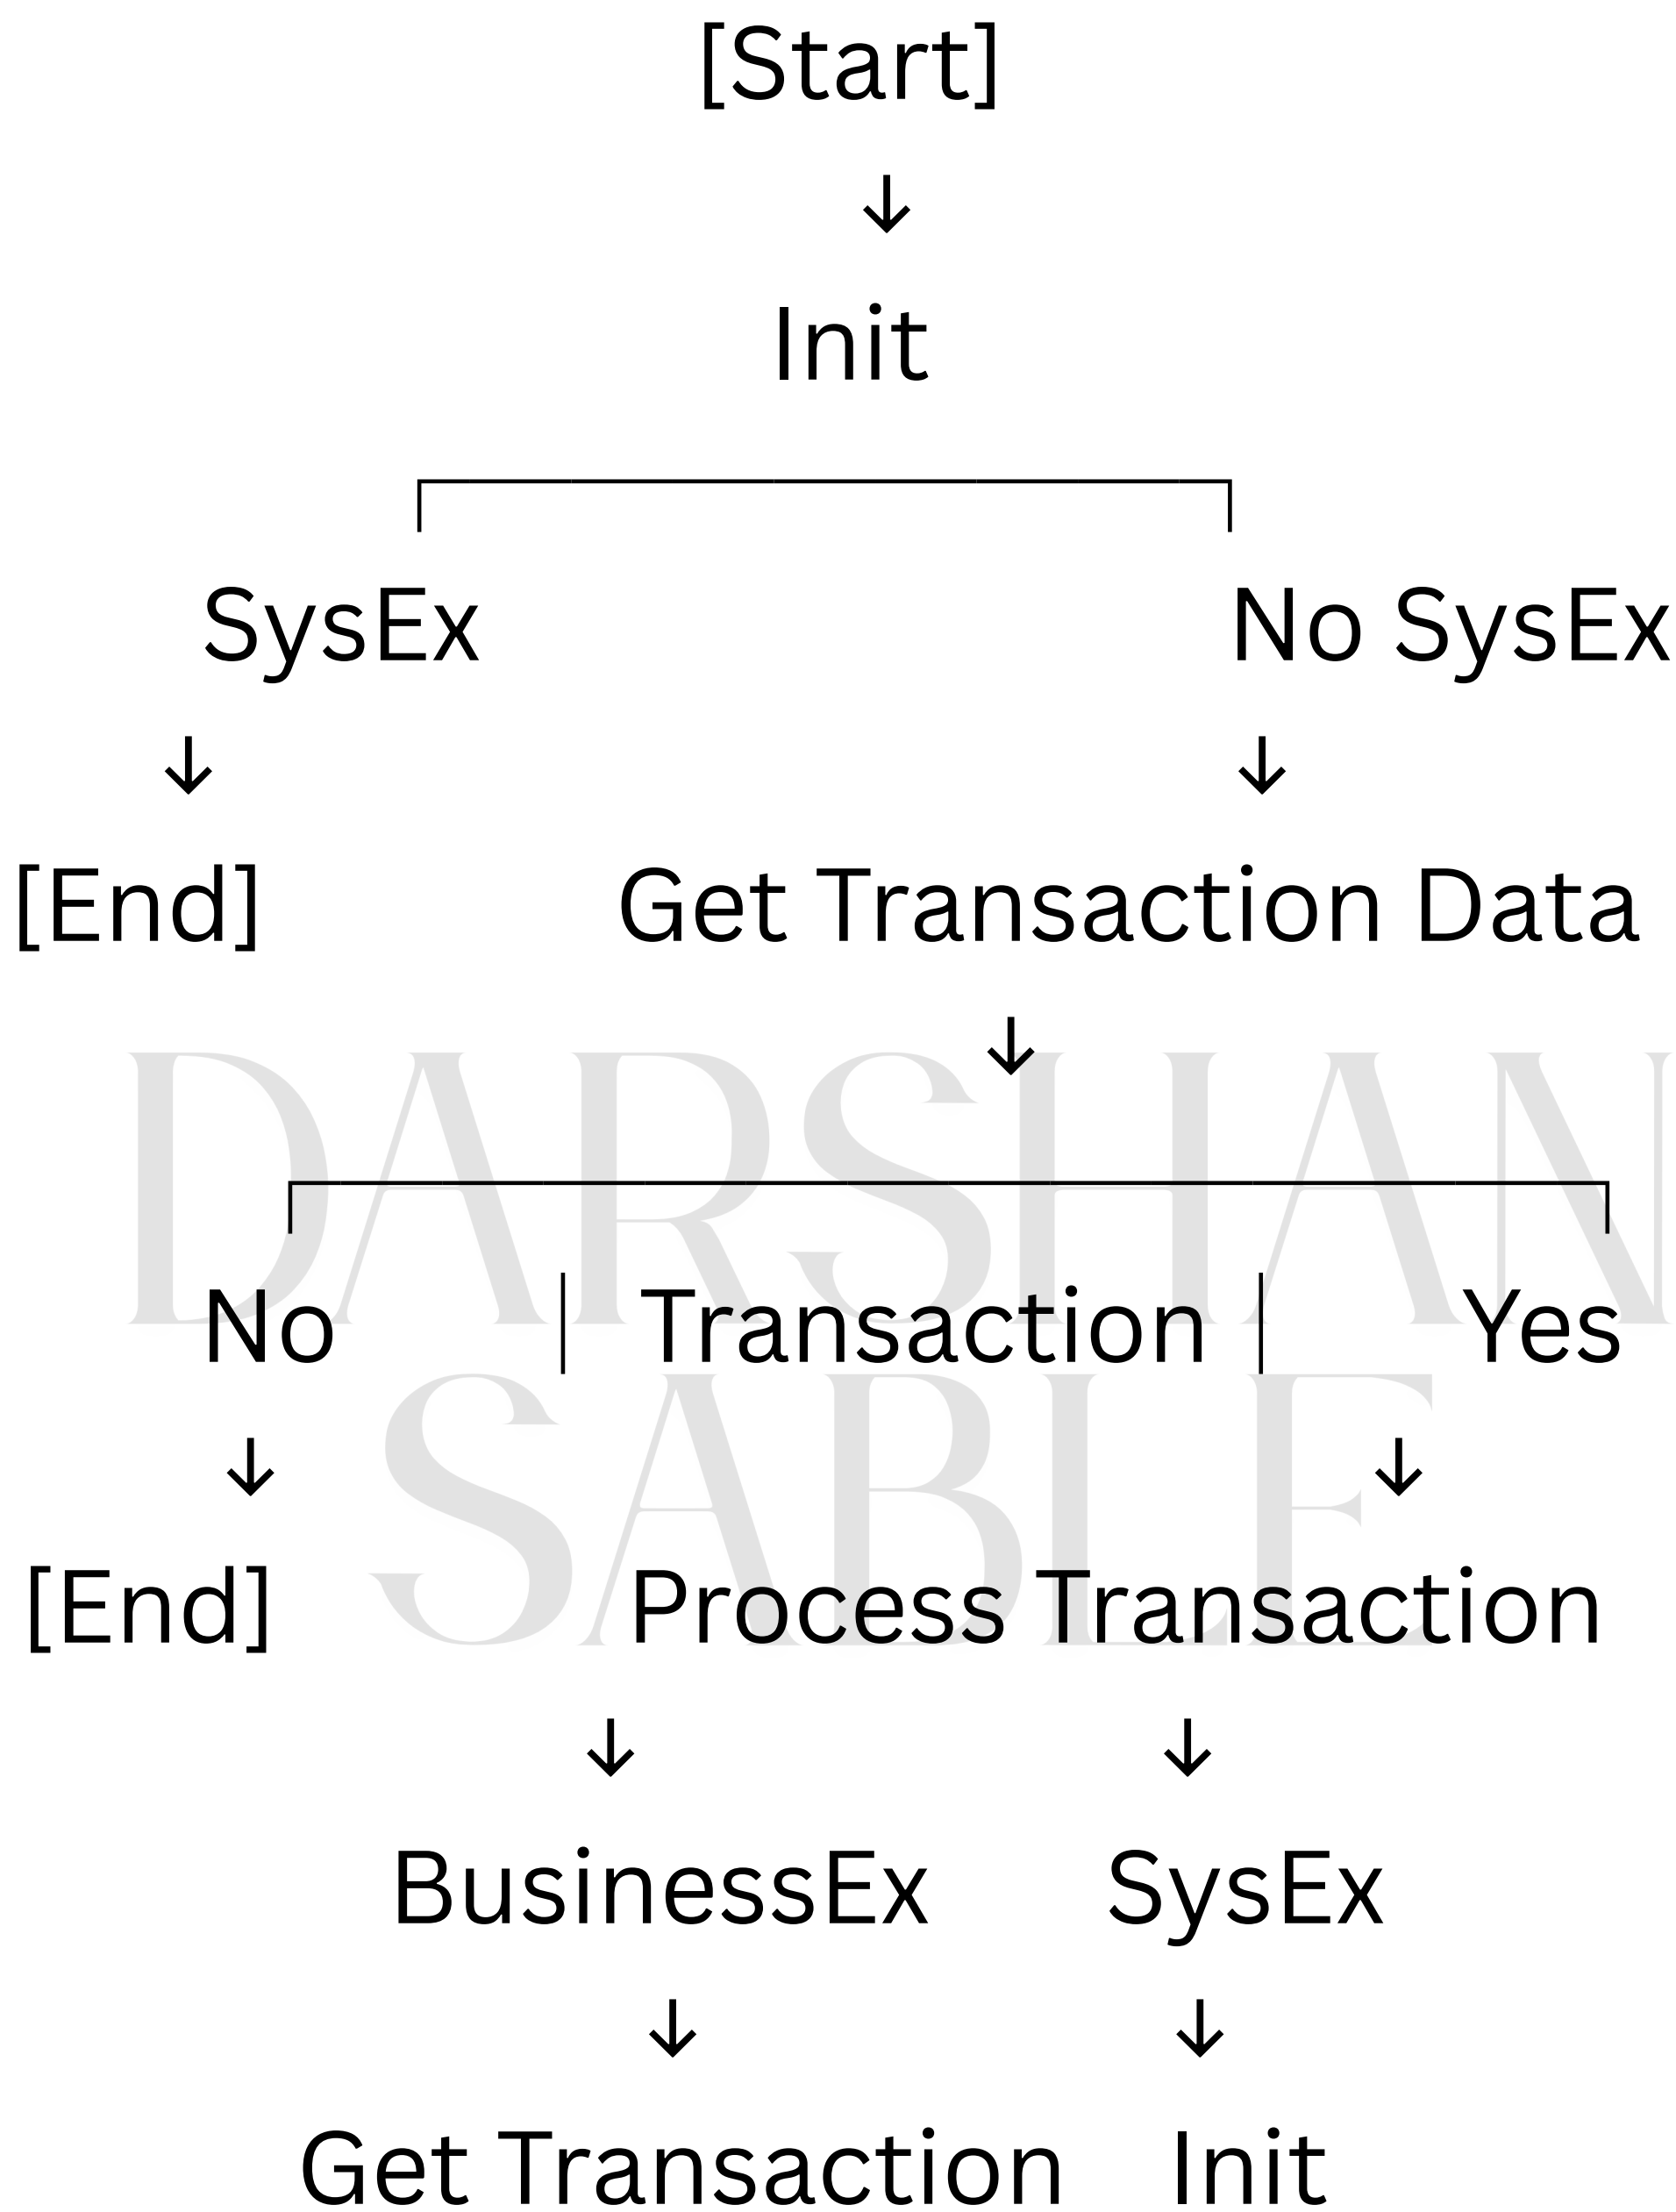 [Start]
↓
Init
SysEx No SysEx
↓ ↓
[End] Get Transaction Data
↓
DARSHAN
No | Transaction | Yes
SABLE
↓ ↓
[End] Process Transaction
↓ ↓
BusinessEx SysEx
↓ ↓
Get Transaction Init